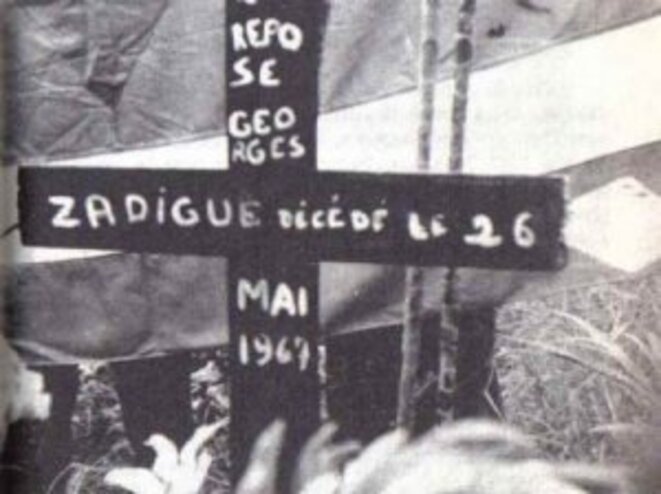 REPO
SE
GEO
RGES
ZADIGUE DÉCÉDÉ LE 26
MAI
1967